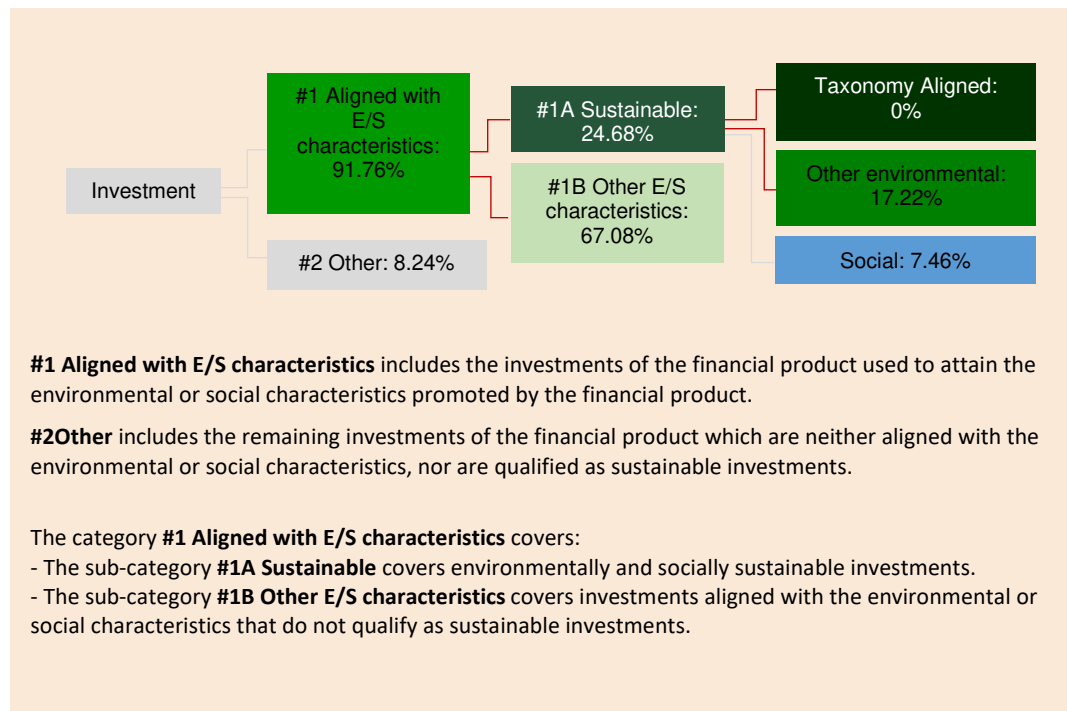 Investment
#1 Aligned with
E/S
characteristics:
91.76%
#2 Other: 8.24%
#1A Sustainable:
24.68%
#1B Other E/S
characteristics:
67.08%
Taxonomy Aligned:
0%
Other environmental:
17.22%
Social: 7.46%
#1 Aligned with E/S characteristics includes the investments of the financial product used to attain the
environmental or social characteristics promoted by the financial product.
#2Other includes the remaining investments of the financial product which are neither aligned with the
environmental or social characteristics, nor are qualified as sustainable investments.
The category #1 Aligned with E/S characteristics covers:
- The sub-category #1A Sustainable covers environmentally and socially sustainable investments.
- The sub-category #1B Other E/S characteristics covers investments aligned with the environmental or
social characteristics that do not qualify as sustainable investments.